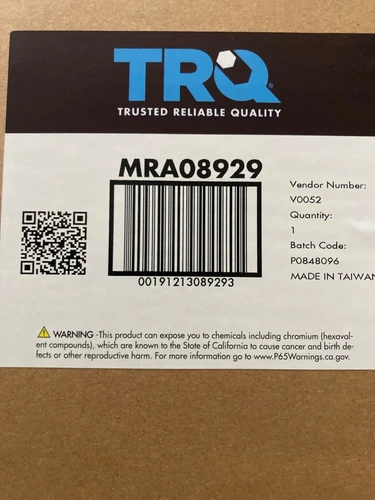 TRQ
TRUSTED RELIABLE QUALITY
MRA08929
00191213089293
Vendor Number:
V0052
Quantity:
1
Batch Code:
P0848096
MADE IN TAIWAN
WARNING -This product can expose you to chemicals including chromium (hexaval-
ent compounds), which are known to the State of California to cause cancer and birth de-
fects or other reproductive harm. For more information go to www.P65Warnings.ca.gov.